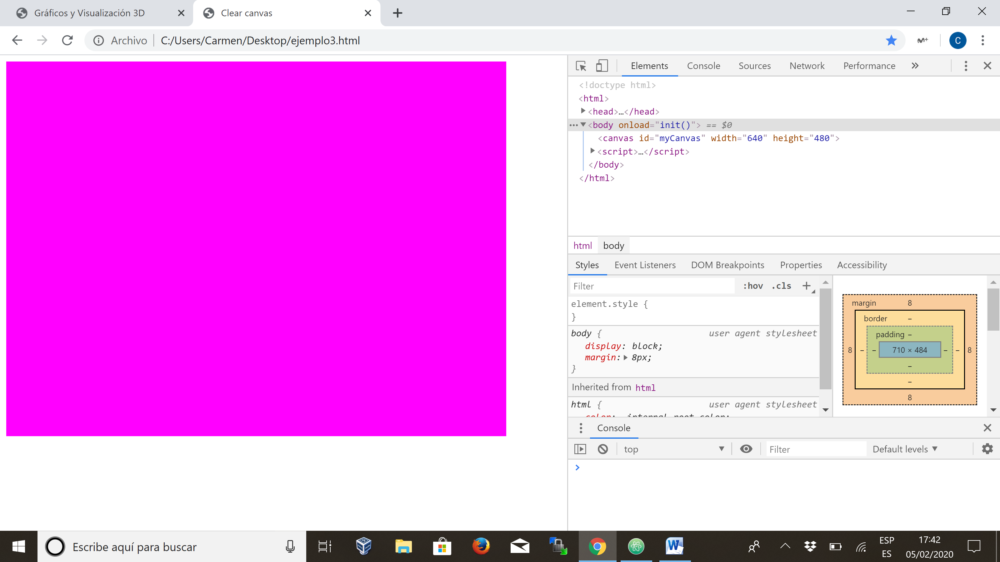 Gráficos y Visualización 3D
Clear canvas
Archivo C:/Users/Carmen/Desktop/ejemplo3.html
C
Elements Console Sources Network Performance »
<!doctype html>
<html>
<head>…</head>
<body onload="init()"> == $0
<canvas id="myCanvas" width="640" height="480">
<script>…</script>
</body>
</html>
html body
Styles Event Listeners DOM Breakpoints Properties Accessibility
Filter :hov .cls +
element.style {
}
body { user agent stylesheet
display: block;
margin: 8px;
}
Inherited from html
html { user agent stylesheet
color: -internal-root-color;
margin 8
border –
padding –
8 – – 710 × 484 – – 8
–
–
8
Console
top Filter Default levels
>
Escribe aquí para buscar
ESP
ES
17:42
05/02/2020